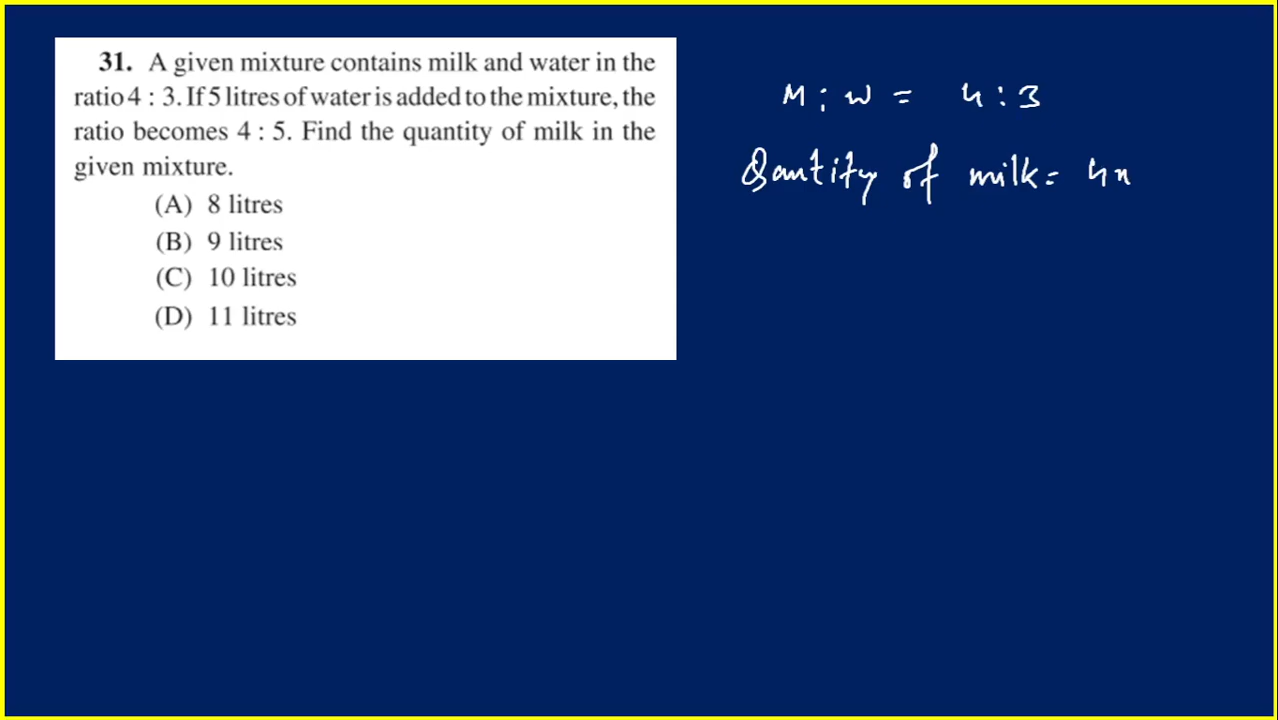 31. A given mixture contains milk and water in the
ratio 4 : 3. If 5 litres of water is added to the mixture, the
ratio becomes 4 : 5. Find the quantity of milk in the
given mixture.
(A) 8 litres
(B) 9 litres
(C) 10 litres
(D) 11 litres
M : W = 4 : 3
Qantity of milk = 4x